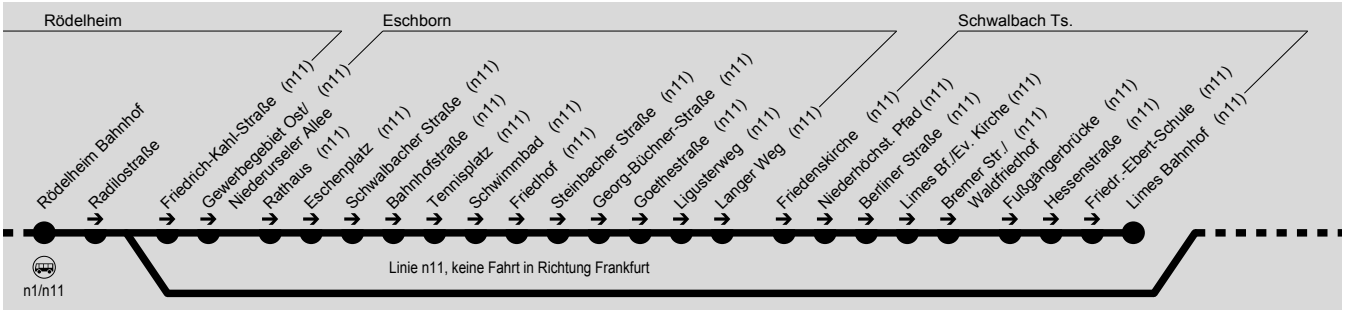 Rödelheim
Eschborn
Schwalbach Ts.
Rödelheim Bahnhof
Radilostraße
Friedrich-Kahl-Straße (n11)
Gewerbegebiet Ost/ (n11)
Niederurseler Allee
Rathaus (n11)
Eschenplatz (n11)
Schwalbacher Straße (n11)
Bahnhofstraße (n11)
Tennisplatz (n11)
Schwimmbad (n11)
Friedhof (n11)
Steinbacher Straße (n11)
Georg-Büchner-Straße (n11)
Goethestraße (n11)
Ligusterweg (n11)
Langer Weg (n11)
Friedenskirche (n11)
Niederhöchst. Pfad (n11)
Berliner Straße (n11)
Limes Bf./Ev. Kirche (n11)
Bremer Str./ (n11)
Waldfriedhof
Fußgängerbrücke (n11)
Hessenstraße (n11)
Friedr.-Ebert-Schule (n11)
Limes Bahnhof (n11)
n1/n11
Linie n11, keine Fahrt in Richtung Frankfurt